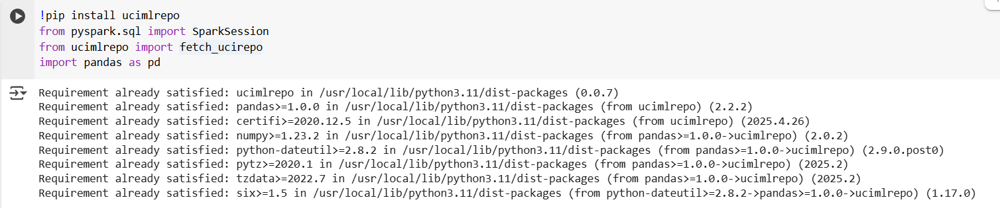 !pip install ucimlrepo
from pyspark.sql import SparkSession
from ucimlrepo import fetch_ucirepo
import pandas as pd
Requirement already satisfied: ucimlrepo in /usr/local/lib/python3.11/dist-packages (0.0.7)
Requirement already satisfied: pandas>=1.0.0 in /usr/local/lib/python3.11/dist-packages (from ucimlrepo) (2.2.2)
Requirement already satisfied: certifi>=2020.12.5 in /usr/local/lib/python3.11/dist-packages (from ucimlrepo) (2025.4.26)
Requirement already satisfied: numpy>=1.23.2 in /usr/local/lib/python3.11/dist-packages (from pandas>=1.0.0->ucimlrepo) (2.0.2)
Requirement already satisfied: python-dateutil>=2.8.2 in /usr/local/lib/python3.11/dist-packages (from pandas>=1.0.0->ucimlrepo) (2.9.0.post0)
Requirement already satisfied: pytz>=2020.1 in /usr/local/lib/python3.11/dist-packages (from pandas>=1.0.0->ucimlrepo) (2025.2)
Requirement already satisfied: tzdata>=2022.7 in /usr/local/lib/python3.11/dist-packages (from pandas>=1.0.0->ucimlrepo) (2025.2)
Requirement already satisfied: six>=1.5 in /usr/local/lib/python3.11/dist-packages (from python-dateutil>=2.8.2->pandas>=1.0.0->ucimlrepo) (1.17.0)